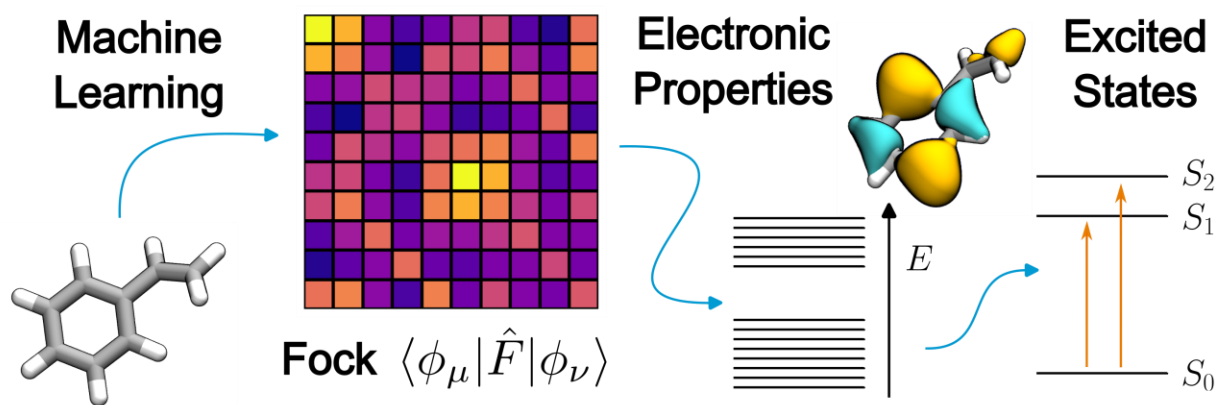 Machine
Learning
Fock ⟨ϕ_μ|F̂|ϕ_ν⟩
Electronic
Properties
E
Excited
States
S_2
S_1
S_0